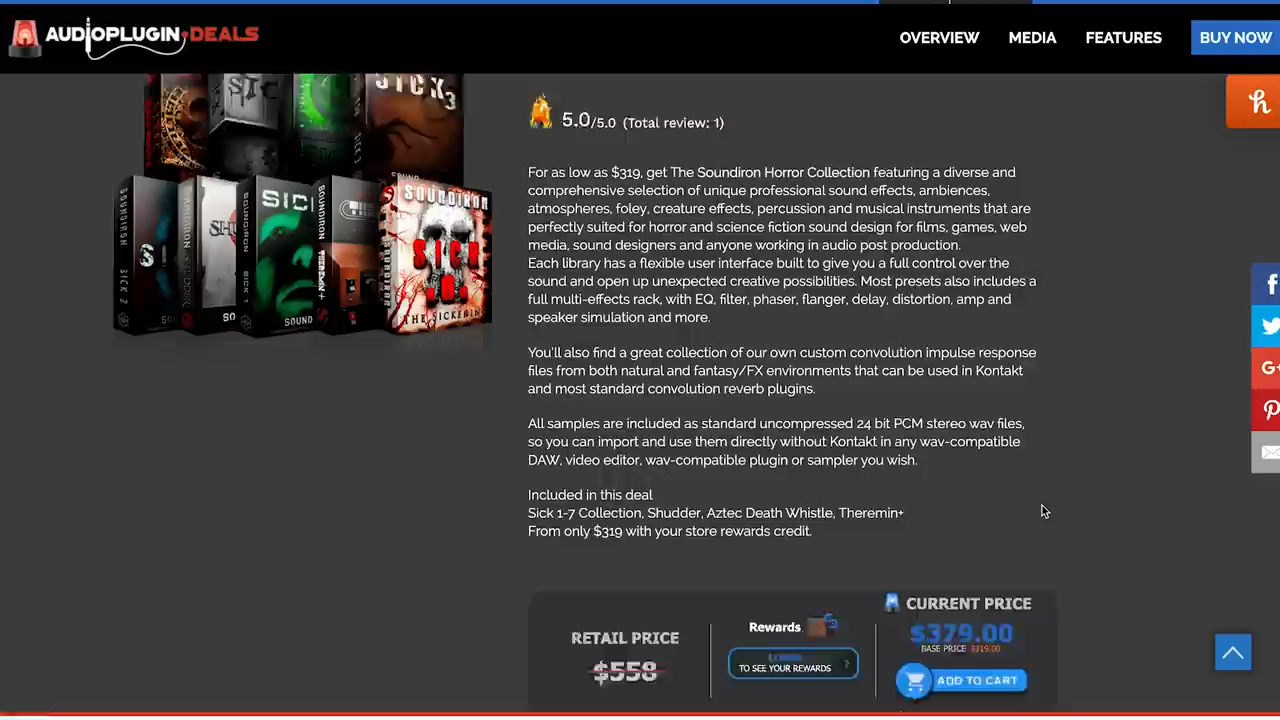 AUDIOPLUGIN.DEALS
OVERVIEW
MEDIA
FEATURES
BUY NOW
SICK3
5.0/5.0 (Total review: 1)
For as low as $319, get The Soundiron Horror Collection featuring a diverse and
comprehensive selection of unique professional sound effects, ambiences,
atmospheres, foley, creature effects, percussion and musical instruments that are
perfectly suited for horror and science fiction sound design for films, games, web
media, sound designers and anyone working in audio post production.
Each library has a flexible user interface built to give you a full control over the
sound and open up unexpected creative possibilities. Most presets also includes a
full multi-effects rack, with EQ, filter, phaser, flanger, delay, distortion, amp and
speaker simulation and more.
You'll also find a great collection of our own custom convolution impulse response
files from both natural and fantasy/FX environments that can be used in Kontakt
and most standard convolution reverb plugins.
All samples are included as standard uncompressed 24 bit PCM stereo wav files,
so you can import and use them directly without Kontakt in any wav-compatible
DAW, video editor, wav-compatible plugin or sampler you wish.
Included in this deal
Sick 1-7 Collection, Shudder, Aztec Death Whistle, Theremin+
From only $319 with your store rewards credit.
SOUNDIRON
SICK 2
SICK 1
SOUND
SOUNDIRON
SICK
RETAIL PRICE
$558
Rewards
TO SEE YOUR REWARDS
CURRENT PRICE
$379.00
BASE PRICE $319.00
ADD TO CART